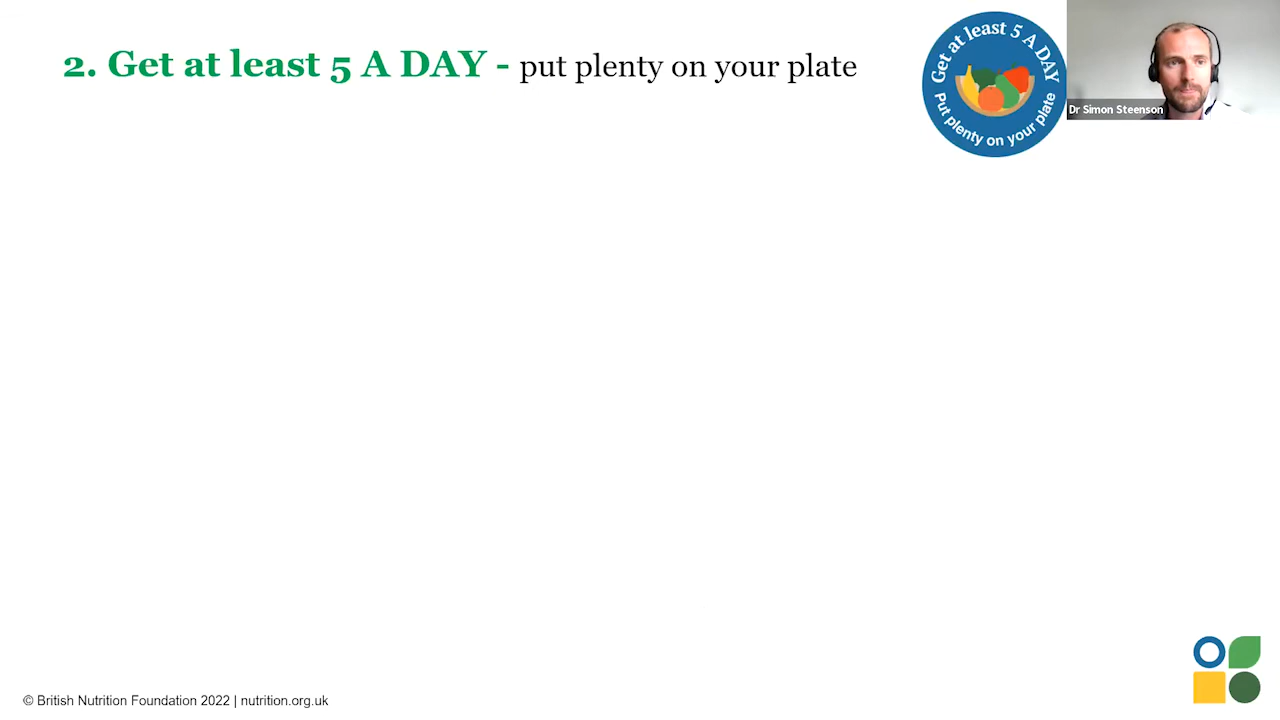 2. Get at least 5 A DAY - put plenty on your plate
Get at least 5 A DAY
Put plenty on your plate
Dr Simon Steenson
© British Nutrition Foundation 2022 | nutrition.org.uk